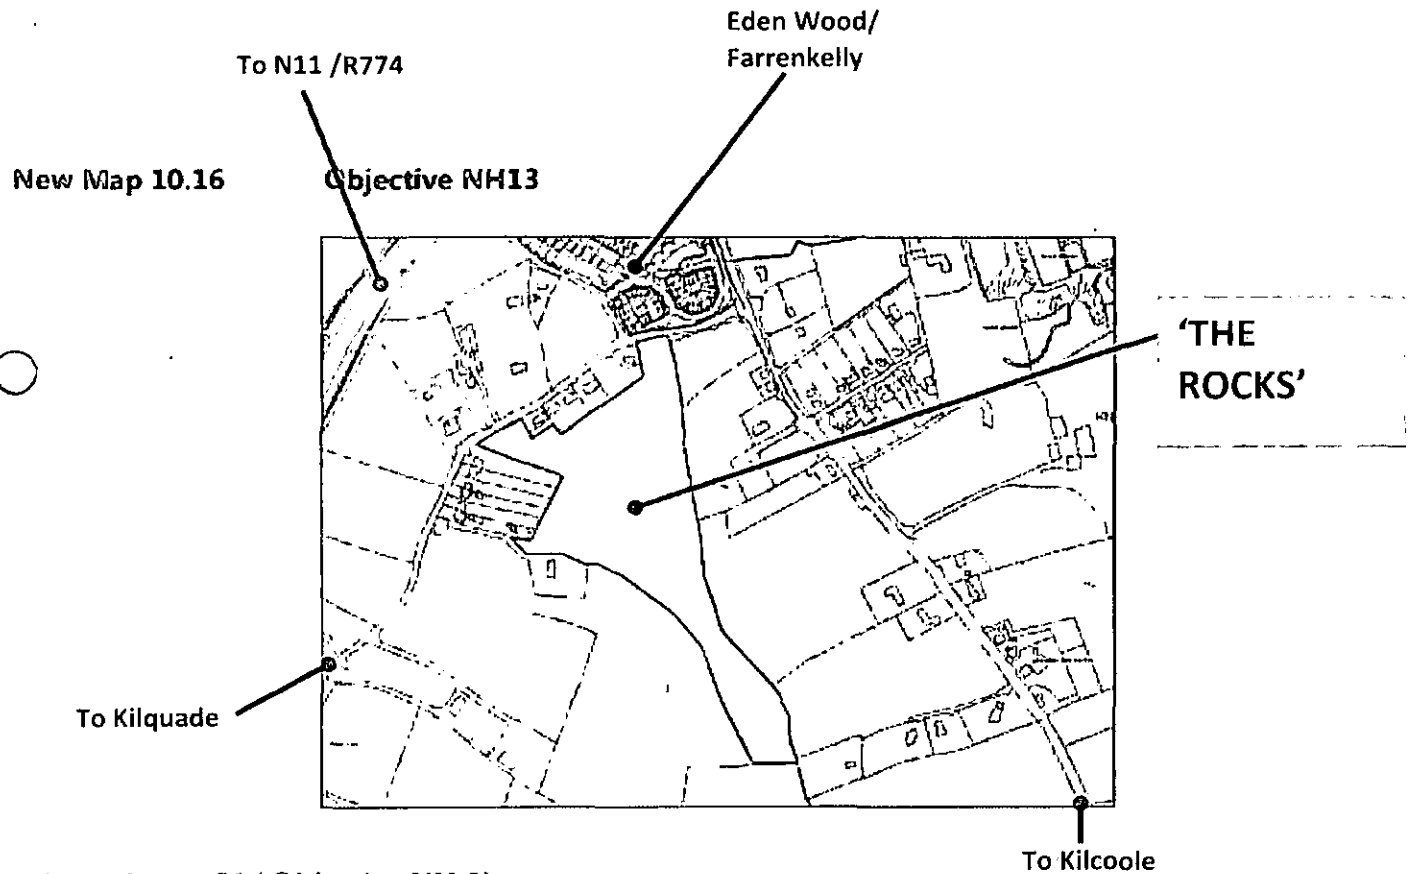 Eden Wood/
Farrenkelly
To N11 /R774
New Map 10.16 Objective NH13
'THE
ROCKS'
To Kilquade
To Kilcoole